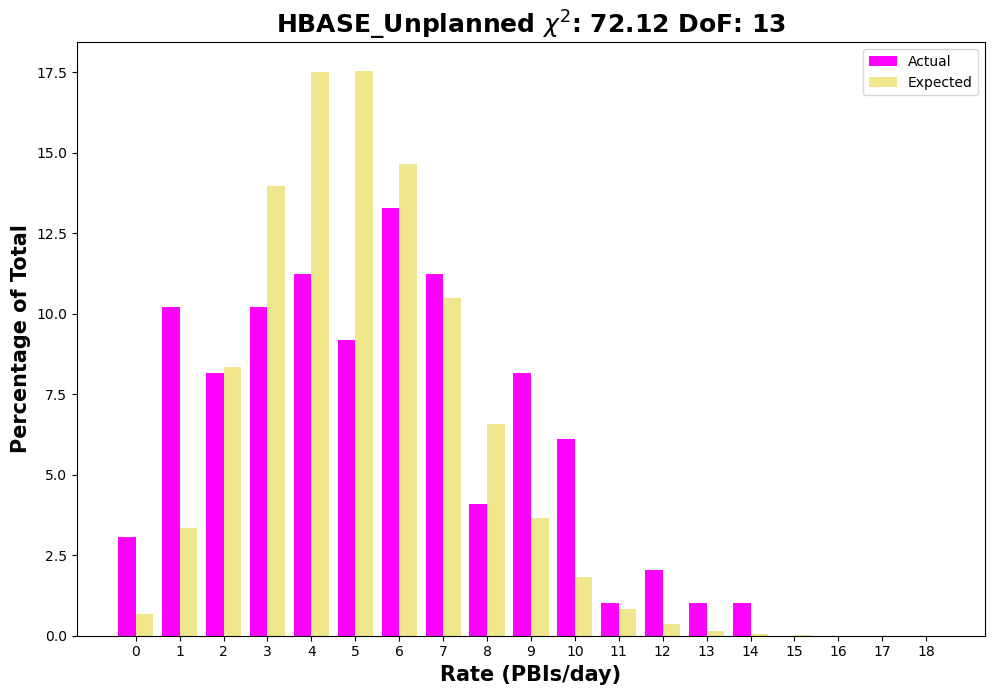 HBASE_Unplanned χ²: 72.12 DoF: 13
Actual
Expected
Percentage of Total
17.5
15.0
12.5
10.0
7.5
5.0
2.5
0.0
0 1 2 3 4 5 6 7 8 9 10 11 12 13 14 15 16 17 18
Rate (PBIs/day)